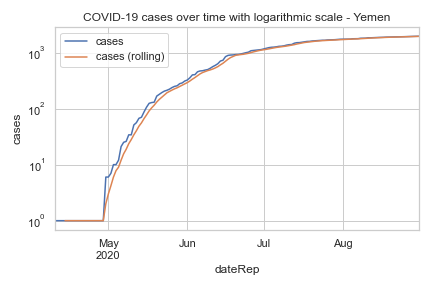 COVID-19 cases over time with logarithmic scale - Yemen
cases
cases (rolling)
10³
10²
10¹
10⁰
cases
May
2020
Jun
Jul
Aug
dateRep